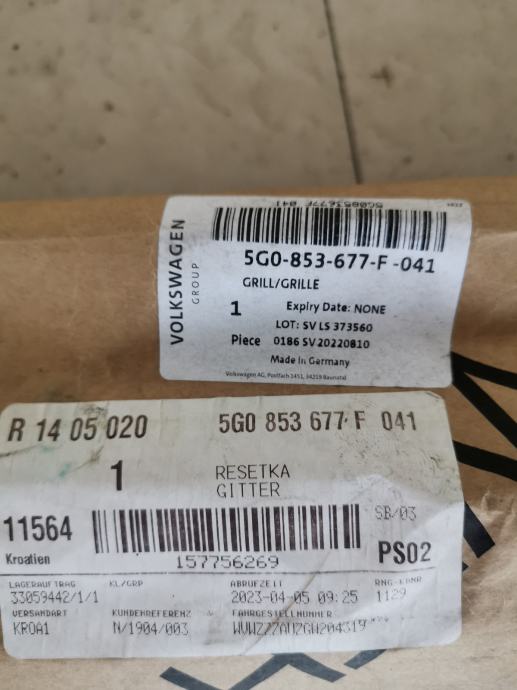 5G0853677F 041
VOLKSWAGEN
GROUP
5G0-853-677-F -041
GRILL/GRILLE
1 Expiry Date: NONE
LOT: SV LS 373560
Piece 0186 SV 20220810
Made in Germany
Volkswagen AG, Postfach 1451, 34219 Baunatal
R 14 05 020 5G0 853 677 F 041
1 RESETKA
GITTER
11564 SB/03
Kroatien 157756269 PS02
LAGERAUFTRAG KL/GRP ABRUFZEIT RNG-KANR
33059442/1/1 2023-04-05 09:25 1129
VERSANDART KUNDENREFERENZ FAHRGESTELLNUMMER
KROA1 N/1904/003